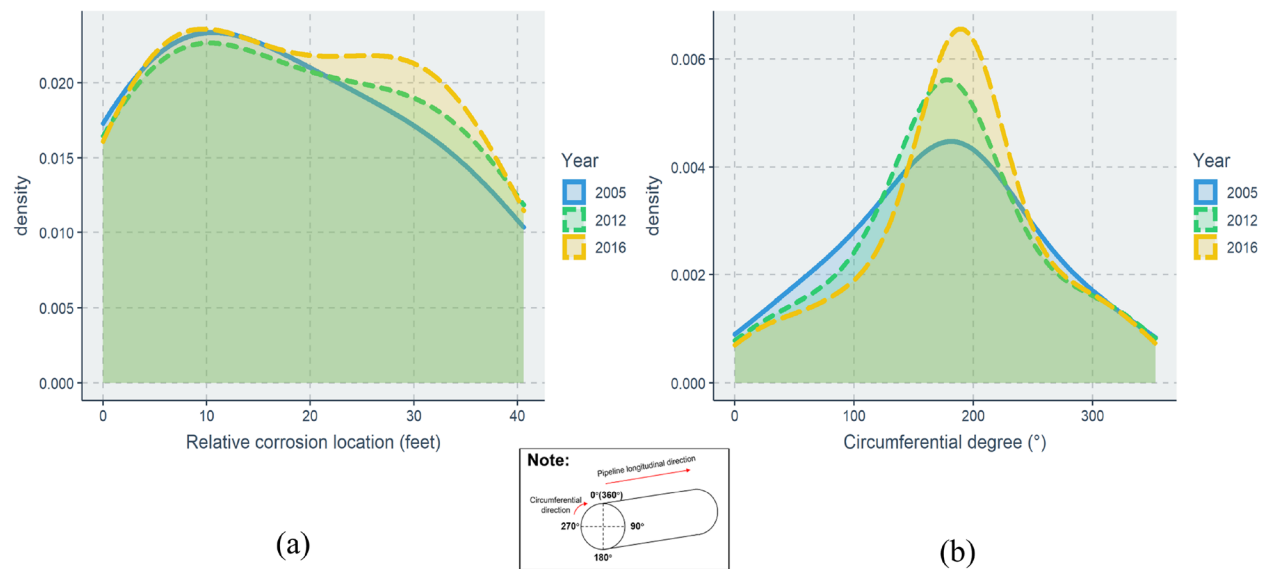 density
0.020
0.015
0.010
0.005
0.000
0
10
20
30
40
Relative corrosion location (feet)
Year
2005
2012
2016
(a)
density
0.006
0.004
0.002
0.000
0
100
200
300
Circumferential degree (°)
Year
2005
2012
2016
(b)
Note:
Pipeline longitudinal direction
0°(360°)
Circumferential
direction
270°
90°
180°